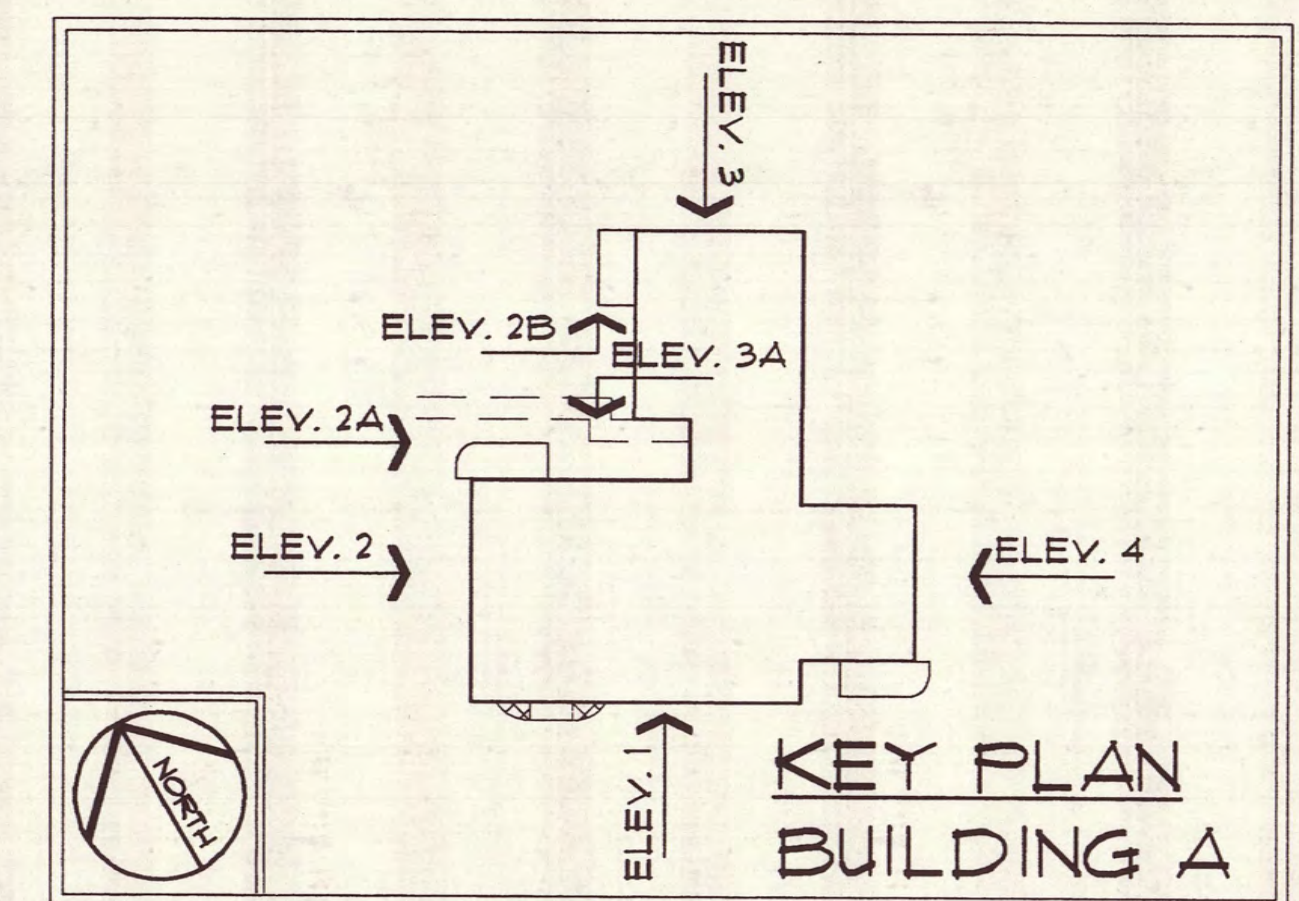 ELEV. 3
ELEV. 2B
ELEV. 3A
ELEV. 2A
ELEV. 2
ELEV. 4
ELEV. 1
NORTH
KEY PLAN
BUILDING A